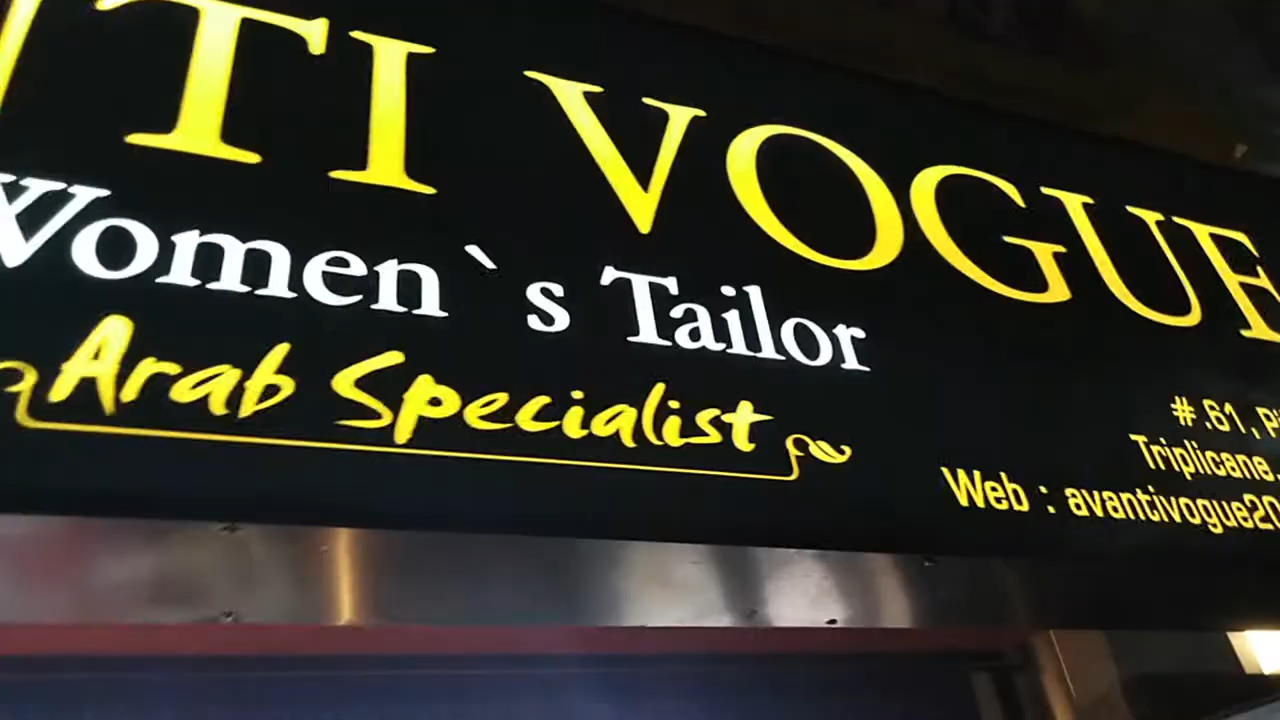 TI VOGUE
Women`s Tailor
Arab Specialist
#.61,
Triplicane,
Web : avantivogue20